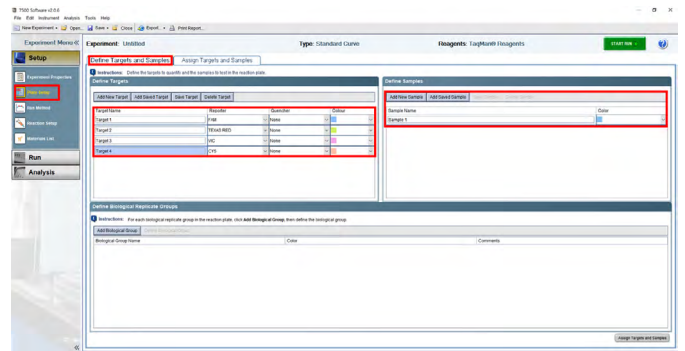 7500 Software v2.0.6
File Edit Instrument Analysis Tools Help
New Experiment Open... Save Close Export... Print Report...
Experiment Menu «
Experiment: Untitled
Type: Standard Curve
Reagents: TaqMan® Reagents
START RUN
Setup
Define Targets and Samples
Assign Targets and Samples
Instructions: Define the targets to quantify and the samples to test in the reaction plate.
Experiment Properties
Plate Setup
Run Method
Reaction Setup
Materials List
Run
Analysis
Define Targets
Add New Target Add Saved Target Save Target Delete Target
Target Name Reporter Quencher Colour
Target 1 FAM None
Target 2 TEXAS RED None
Target 3 VIC None
Target 4 CY5 None
Define Samples
Add New Sample Add Saved Sample
Sample Name Color
Sample 1
Define Biological Replicate Groups
Instructions: For each biological replicate group in the reaction plate, click Add Biological Group, then define the biological group.
Add Biological Group
Biological Group Name Color Comments
Assign Targets and Samples
«